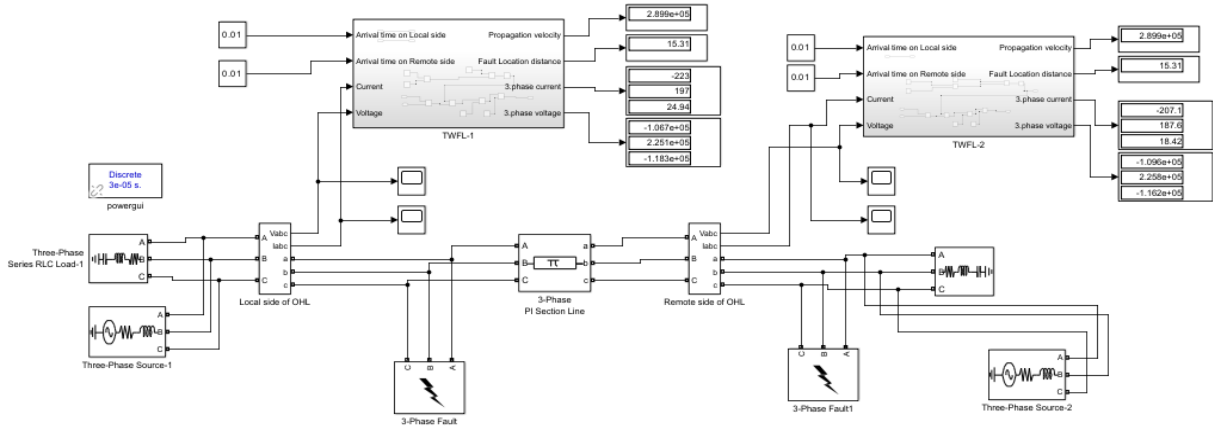 0.01
0.01
Arrival time on Local side
Arrival time on Remote side
Current
Voltage
Propagation velocity
Fault Location distance
3.phase current
3.phase voltage
TWFL-1
2.899e+05
15.31
-223
197
24.94
-1.067e+05
2.251e+05
-1.183e+05
0.01
0.01
Arrival time on Local side
Arrival time on Remote side
Current
Voltage
Propagation velocity
Fault Location distance
3.phase current
3.phase voltage
TWFL-2
2.899e+05
15.31
-207.1
187.6
18.42
-1.096e+05
2.258e+05
-1.162e+05
Discrete
3e-05 s.
powergui
Three-Phase
Series RLC Load-1
A
B
C
A
B
C
Three-Phase Source-1
A
B
C
Vabc
Iabc
a
b
c
Local side of OHL
C
B
A
3-Phase Fault
A
B
C
a
b
c
ππ
3-Phase
PI Section Line
A
B
C
Vabc
Iabc
a
b
c
Remote side of OHL
C
B
A
3-Phase Fault1
A
B
C
A
B
C
Three-Phase Source-2